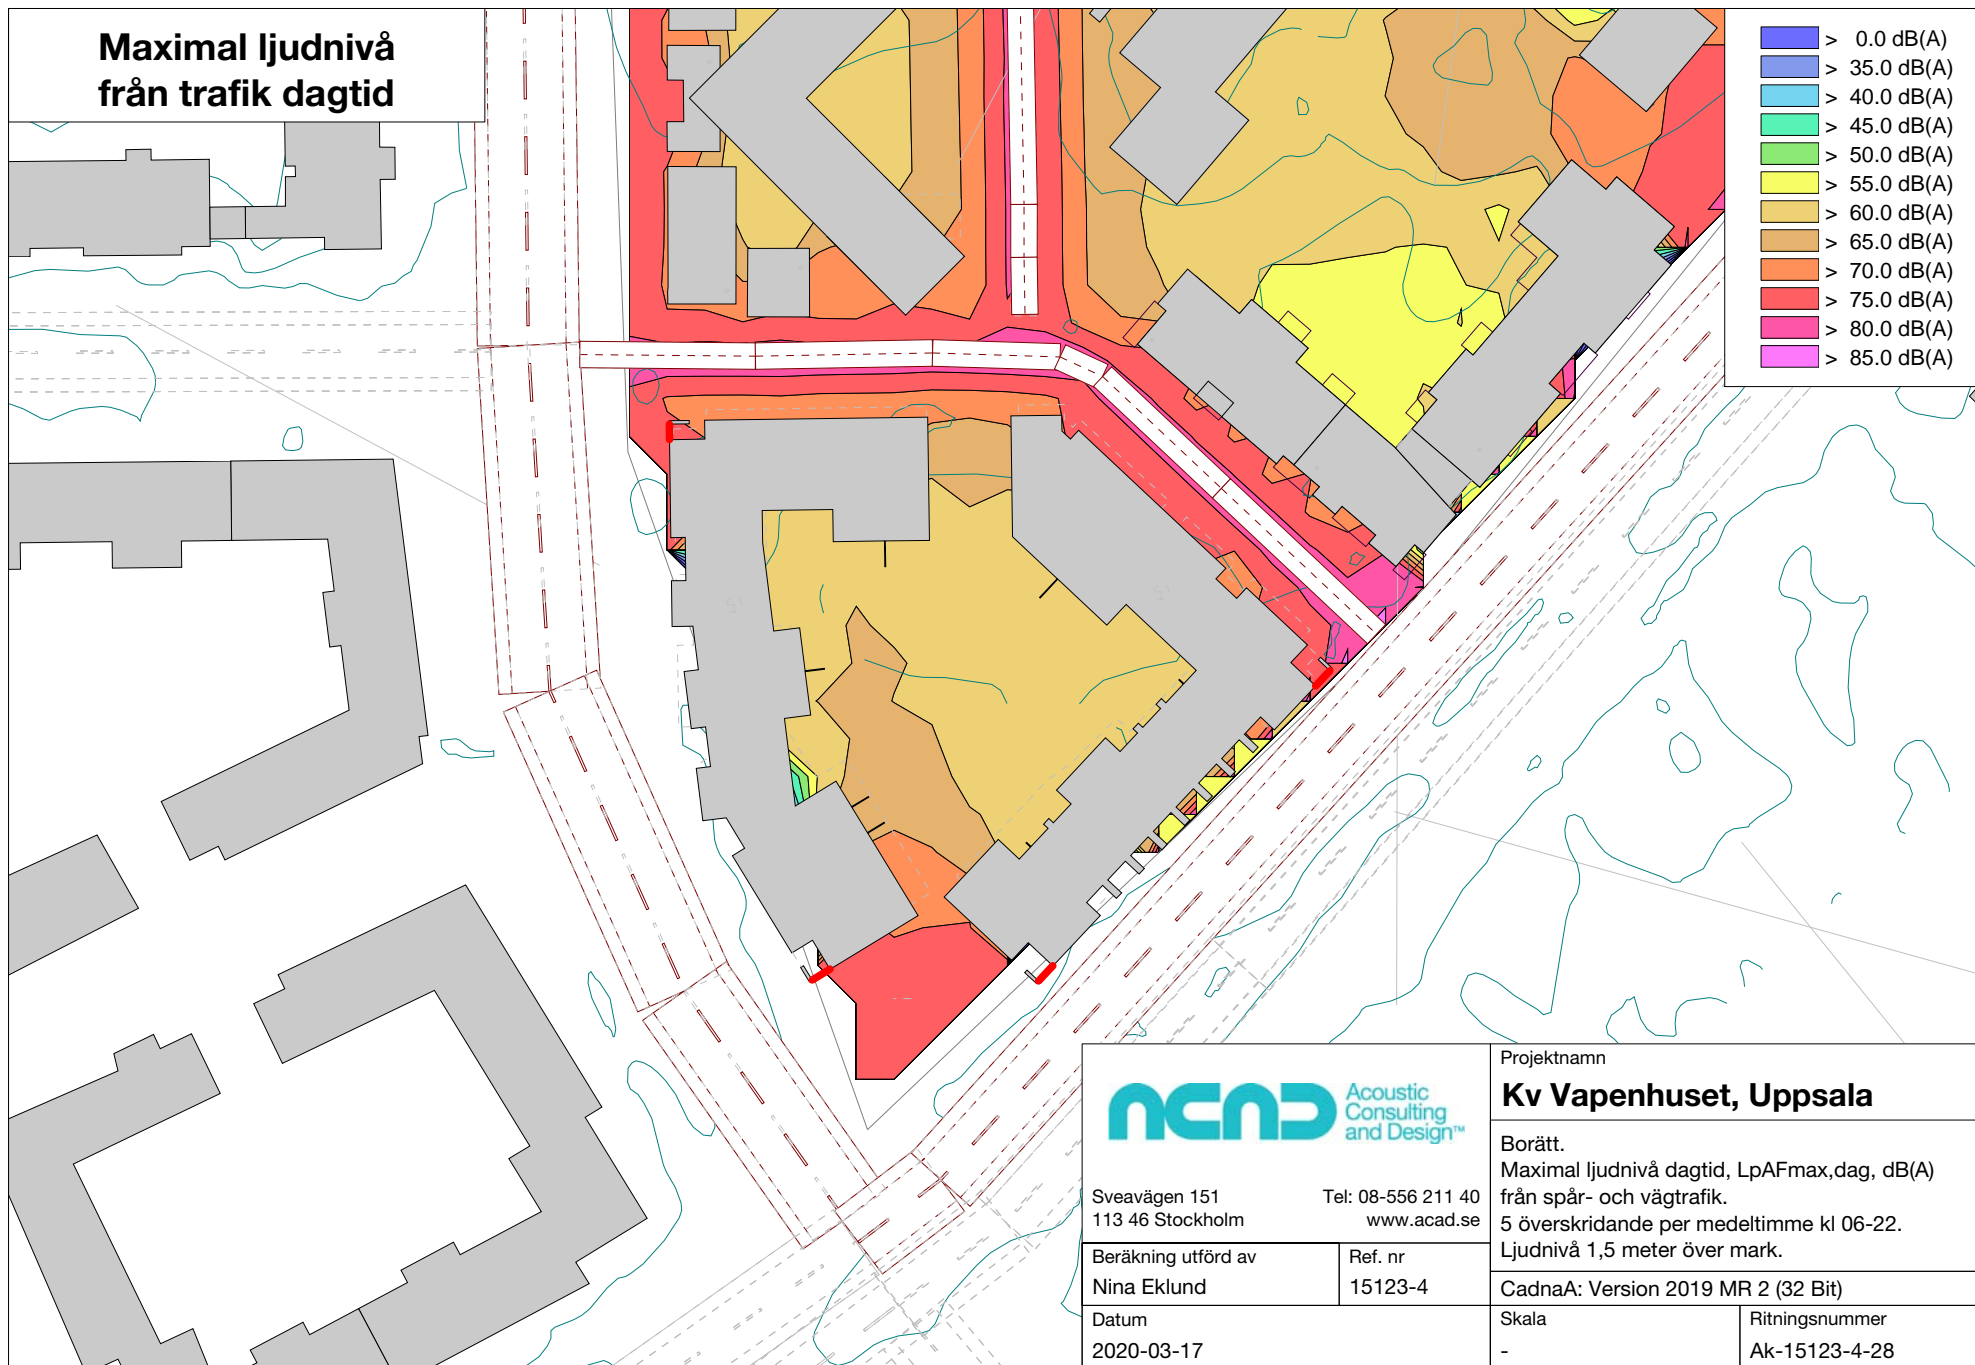 Maximal ljudnivå
från trafik dagtid
> 0.0 dB(A)
> 35.0 dB(A)
> 40.0 dB(A)
> 45.0 dB(A)
> 50.0 dB(A)
> 55.0 dB(A)
> 60.0 dB(A)
> 65.0 dB(A)
> 70.0 dB(A)
> 75.0 dB(A)
> 80.0 dB(A)
> 85.0 dB(A)
ACAD
Acoustic
Consulting
and Design™
Sveavägen 151
113 46 Stockholm
Tel: 08-556 211 40
www.acad.se
Beräkning utförd av
Nina Eklund
Ref. nr
15123-4
Datum
2020-03-17
Projektnamn
Kv Vapenhuset, Uppsala
Borätt.
Maximal ljudnivå dagtid, LpAFmax,dag, dB(A)
från spår- och vägtrafik.
5 överskridande per medeltimme kl 06-22.
Ljudnivå 1,5 meter över mark.
CadnaA: Version 2019 MR 2 (32 Bit)
Skala
-
Ritningsnummer
Ak-15123-4-28